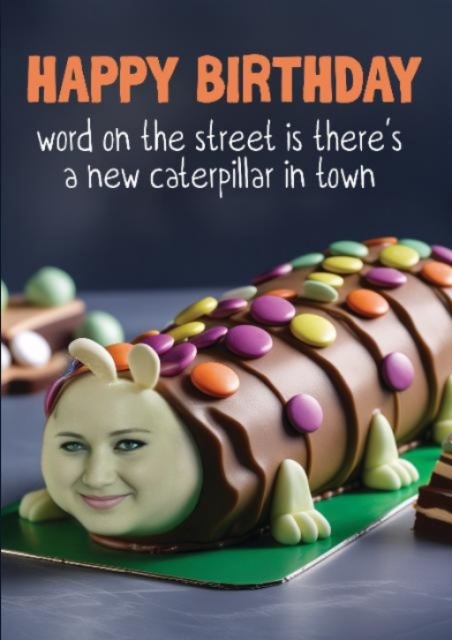 HAPPY BIRTHDAY
word on the street is there's
a new caterpillar in town